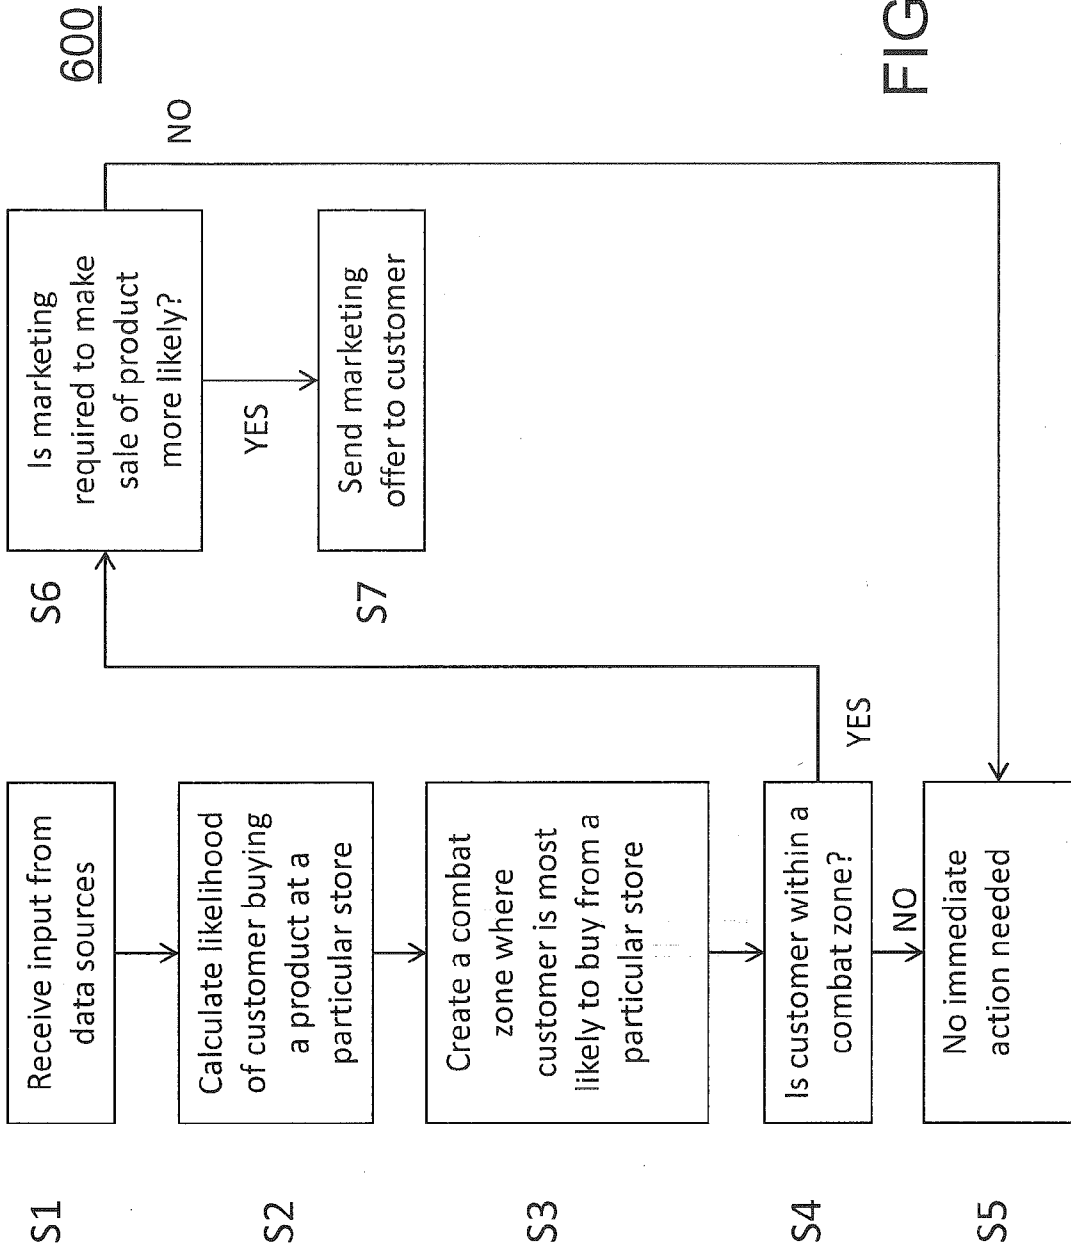 600
S1
Receive input from
data sources
S2
Calculate likelihood
of customer buying
a product at a
particular store
S3
Create a combat
zone where
customer is most
likely to buy from a
particular store
S4
Is customer within a
combat zone?
YES
NO
S5
No immediate
action needed
S6
Is marketing
required to make
sale of product
more likely?
NO
YES
S7
Send marketing
offer to customer
FIG